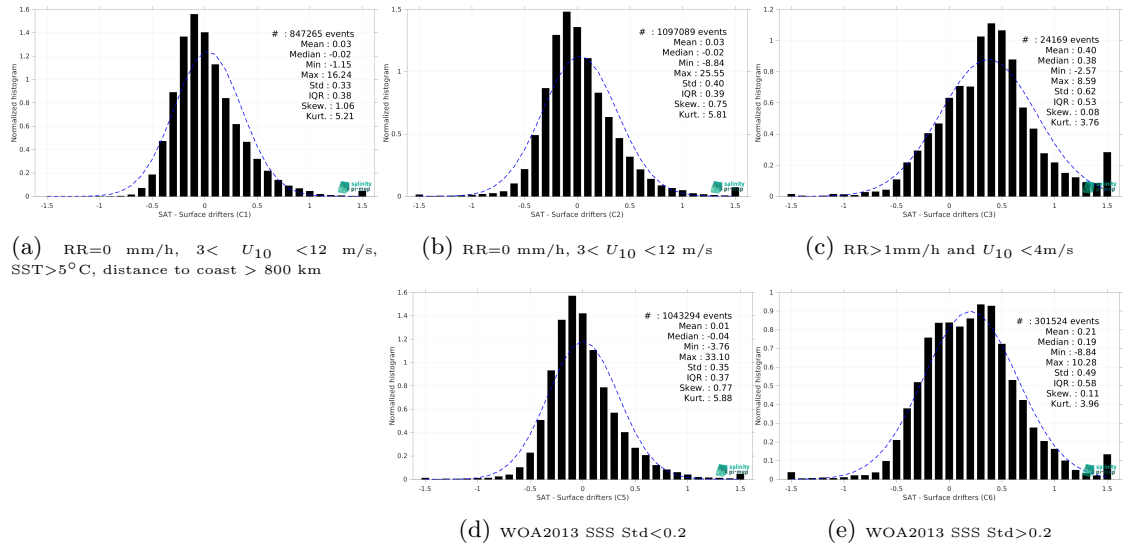 1.6
1.4
1.2
1
0.8
0.6
0.4
0.2
0
-1.5 -1 -0.5 0 0.5 1 1.5
Normalized histogram
# : 847265 events
Mean : 0.03
Median : -0.02
Min : -1.15
Max : 16.24
Std : 0.33
IQR : 0.38
Skew. : 1.06
Kurt. : 5.21
salinity
pi-mep
SAT - Surface drifters (C1)
(a) RR=0 mm/h, 3< U10 <12 m/s,
SST>5°C, distance to coast > 800 km
1.5
1
0.5
0
-1.5 -1 -0.5 0 0.5 1 1.5
Normalized histogram
# : 1097089 events
Mean : 0.03
Median : -0.02
Min : -8.84
Max : 25.55
Std : 0.40
IQR : 0.39
Skew. : 0.75
Kurt. : 5.81
salinity
pi-mep
SAT - Surface drifters (C2)
(b) RR=0 mm/h, 3< U10 <12 m/s
1.2
1
0.8
0.6
0.4
0.2
0
-1.5 -1 -0.5 0 0.5 1 1.5
Normalized histogram
# : 24169 events
Mean : 0.40
Median : 0.38
Min : -2.57
Max : 8.59
Std : 0.62
IQR : 0.53
Skew. : 0.08
Kurt. : 3.76
salinity
pi-mep
SAT - Surface drifters (C3)
(c) RR>1mm/h and U10 <4m/s
1.6
1.4
1.2
1
0.8
0.6
0.4
0.2
0
-1.5 -1 -0.5 0 0.5 1 1.5
Normalized histogram
# : 1043294 events
Mean : 0.01
Median : -0.04
Min : -3.76
Max : 33.10
Std : 0.35
IQR : 0.37
Skew. : 0.77
Kurt. : 5.88
salinity
pi-mep
SAT - Surface drifters (C5)
(d) WOA2013 SSS Std<0.2
1
0.9
0.8
0.7
0.6
0.5
0.4
0.3
0.2
0.1
0
-1.5 -1 -0.5 0 0.5 1 1.5
Normalized histogram
# : 301524 events
Mean : 0.21
Median : 0.19
Min : -8.84
Max : 10.28
Std : 0.49
IQR : 0.58
Skew. : 0.11
Kurt. : 3.96
salinity
pi-mep
SAT - Surface drifters (C6)
(e) WOA2013 SSS Std>0.2